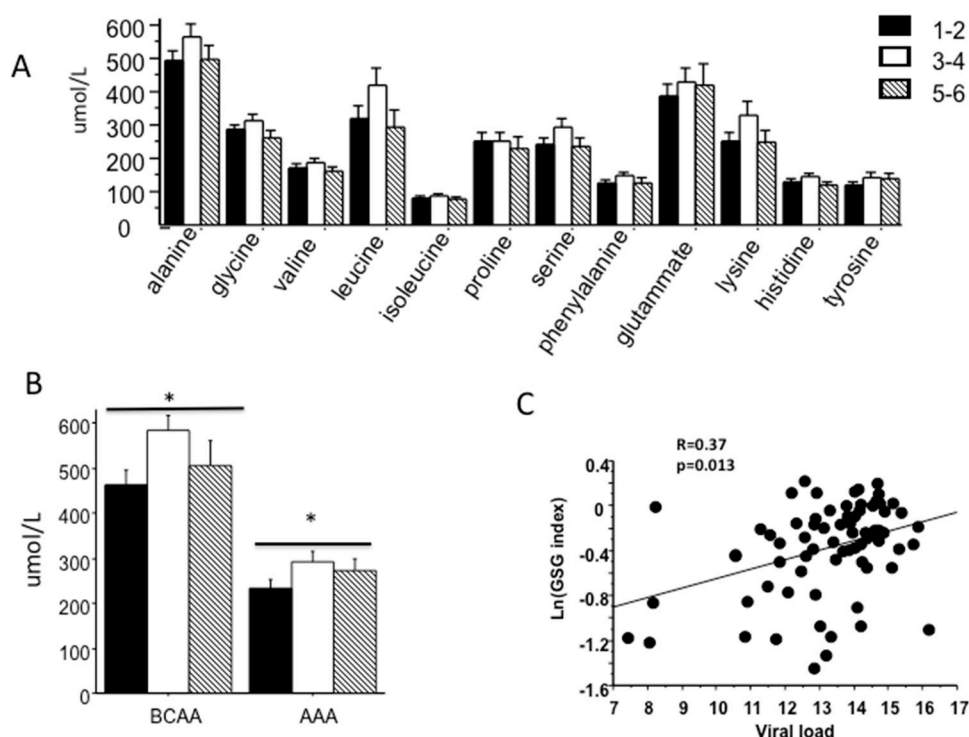 A
umol/L
600
500
400
300
200
100
0
1-2
3-4
5-6
alanine
glycine
valine
leucine
isoleucine
proline
serine
phenylalanine
glutammate
lysine
histidine
tyrosine
B
*
*
umol/L
600
500
400
300
200
100
0
BCAA AAA
C
R=0.37
p=0.013
Ln(GSG index)
0.4
0
-0.4
-0.8
-1.2
-1.6
7 8 9 10 11 12 13 14 15 16 17
Viral load